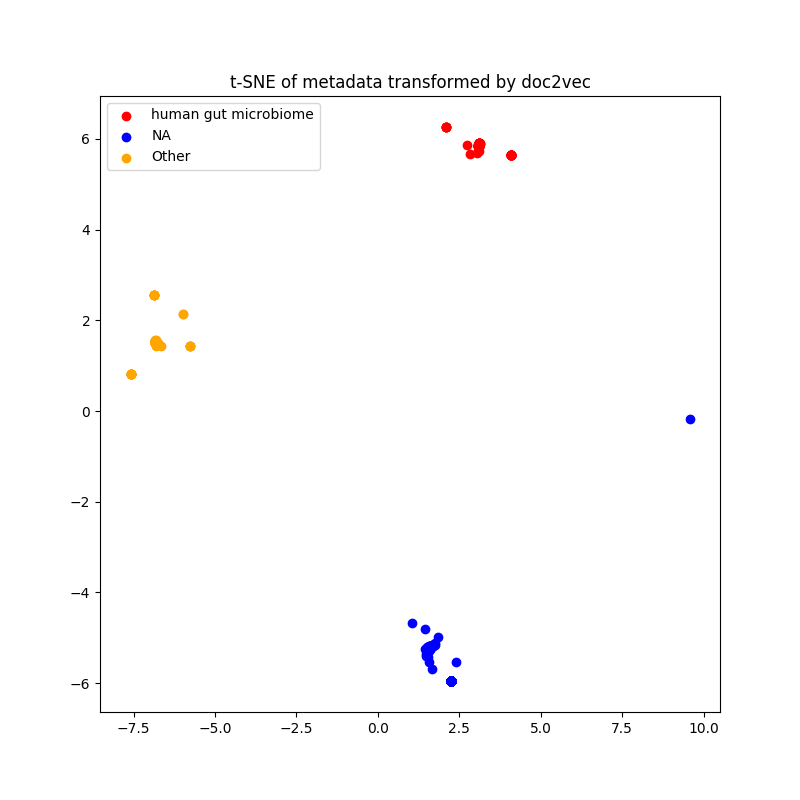 t-SNE of metadata transformed by doc2vec
human gut microbiome
NA
Other
6
4
2
0
−2
−4
−6
−7.5 −5.0 −2.5 0.0 2.5 5.0 7.5 10.0